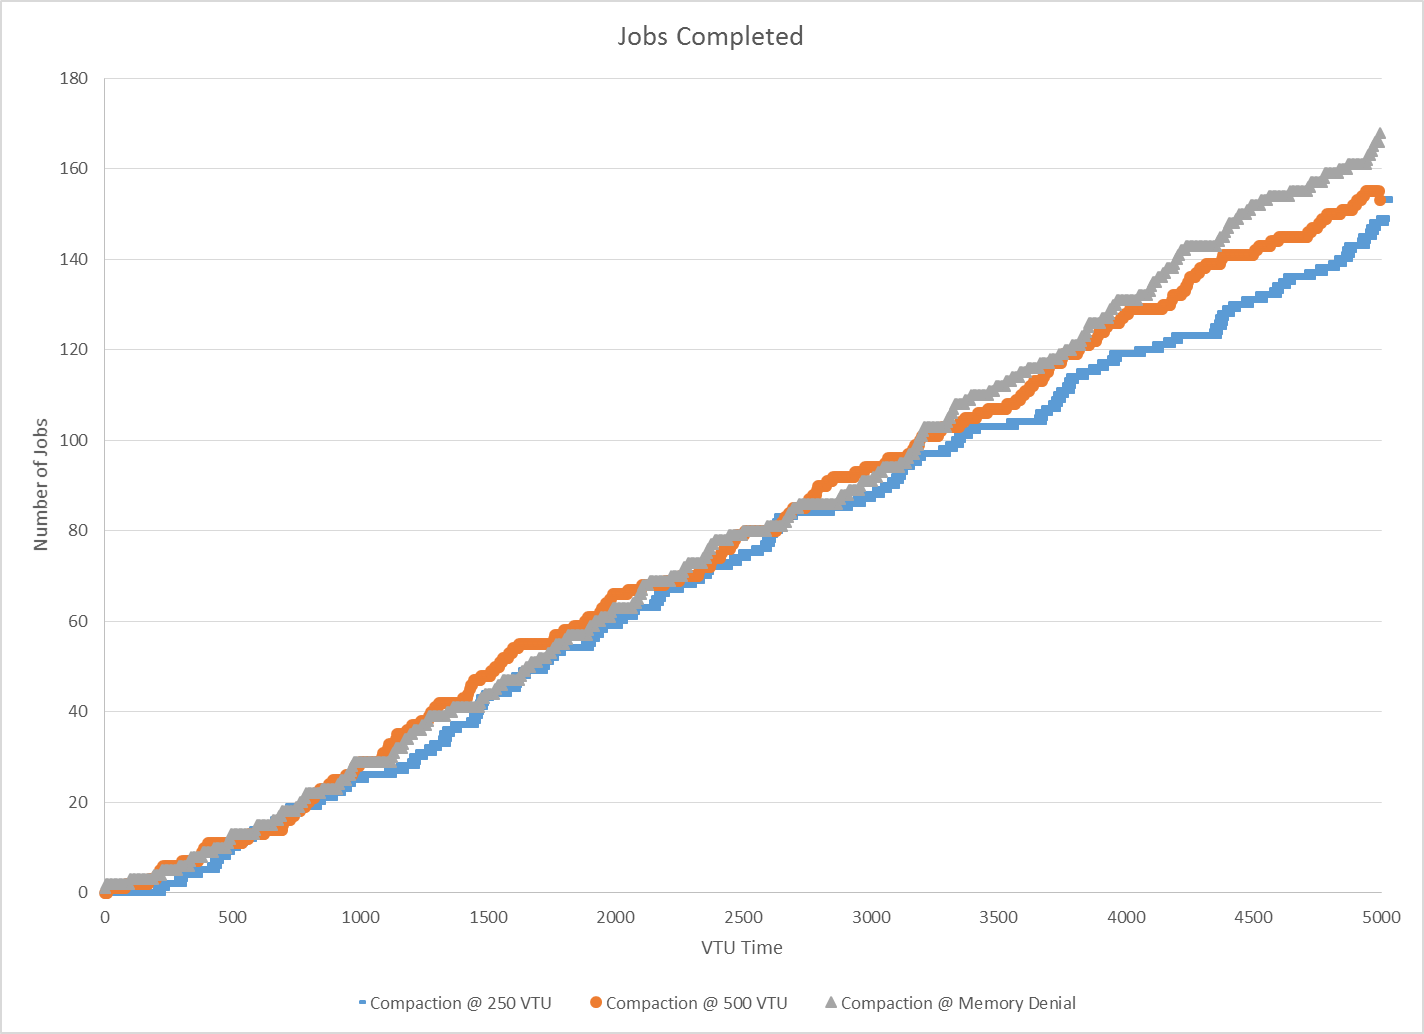 Jobs Completed
180
160
140
120
100
80
60
40
20
0
Number of Jobs
0 500 1000 1500 2000 2500 3000 3500 4000 4500 5000
VTU Time
Compaction @ 250 VTU Compaction @ 500 VTU Compaction @ Memory Denial